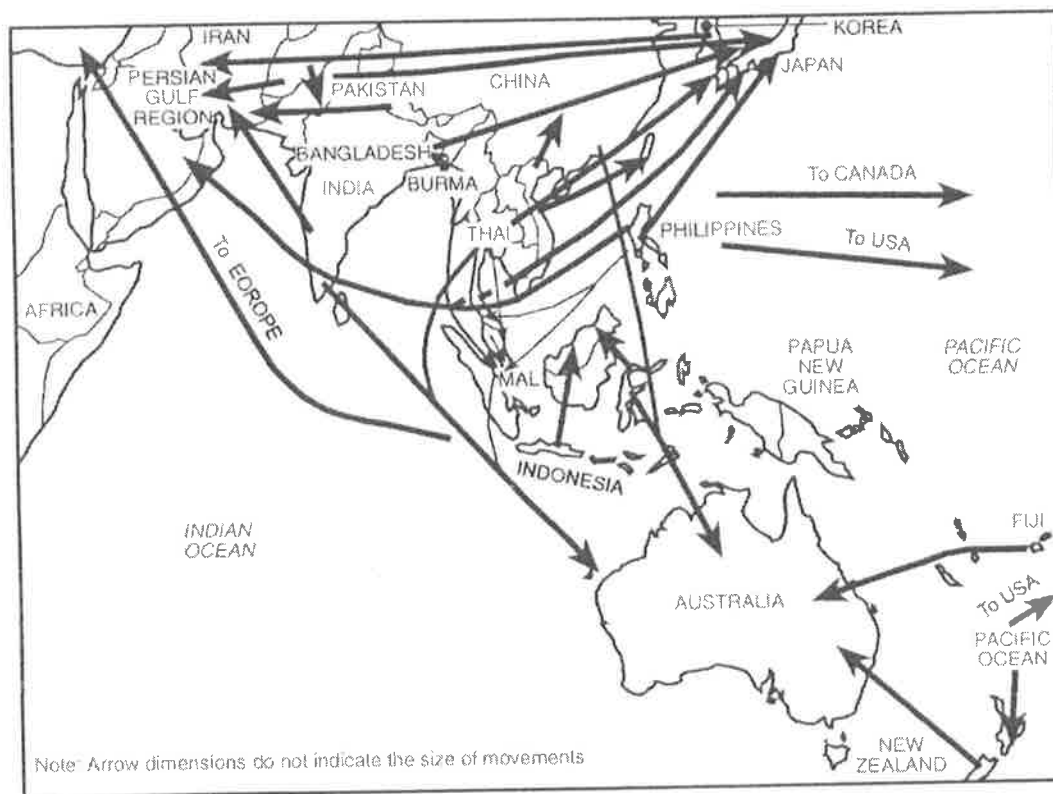 KOREA
IRAN
JAPAN
PERSIAN
GULF
REGION
PAKISTAN
CHINA
BANGLADESH
INDIA
BURMA
To CANADA
THAI
PHILIPPINES
To USA
To EOROPE
AFRICA
MAL
PAPUA
NEW
GUINEA
PACIFIC
OCEAN
INDONESIA
INDIAN
OCEAN
FIJI
AUSTRALIA
To USA
PACIFIC
OCEAN
NEW
ZEALAND
Note: Arrow dimensions do not indicate the size of movements